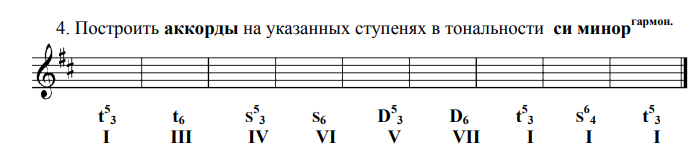 4. Построить аккорды на указанных ступенях в тональности си минор гармон.
t⁵₃ t₆ s⁵₃ s₆ D⁵₃ D₆ t⁵₃ s⁶₄ t⁵₃
I III IV VI V VII I I I